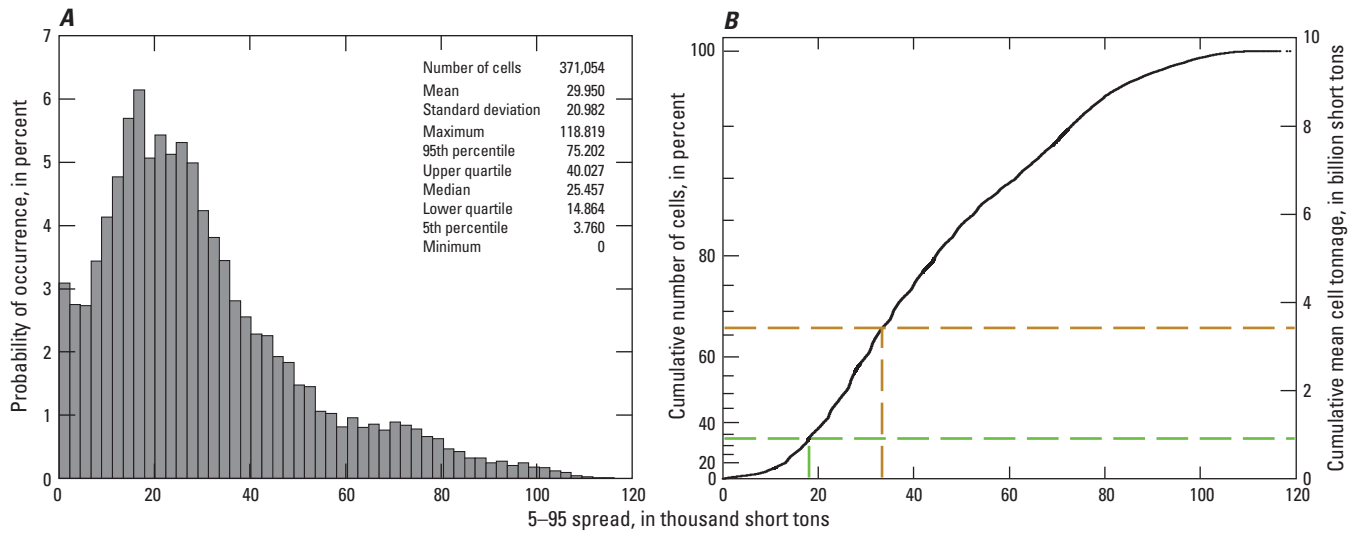 A
Probability of occurrence, in percent
7
6
5
4
3
2
1
0
Number of cells 371,054
Mean 29.950
Standard deviation 20.982
Maximum 118.819
95th percentile 75.202
Upper quartile 40.027
Median 25.457
Lower quartile 14.864
5th percentile 3.760
Minimum 0
0 20 40 60 80 100 120
B
Cumulative number of cells, in percent
100
80
60
40
20
0
10
8
6
4
2
0
Cumulative mean cell tonnage, in billion short tons
0 20 40 60 80 100 120
5–95 spread, in thousand short tons